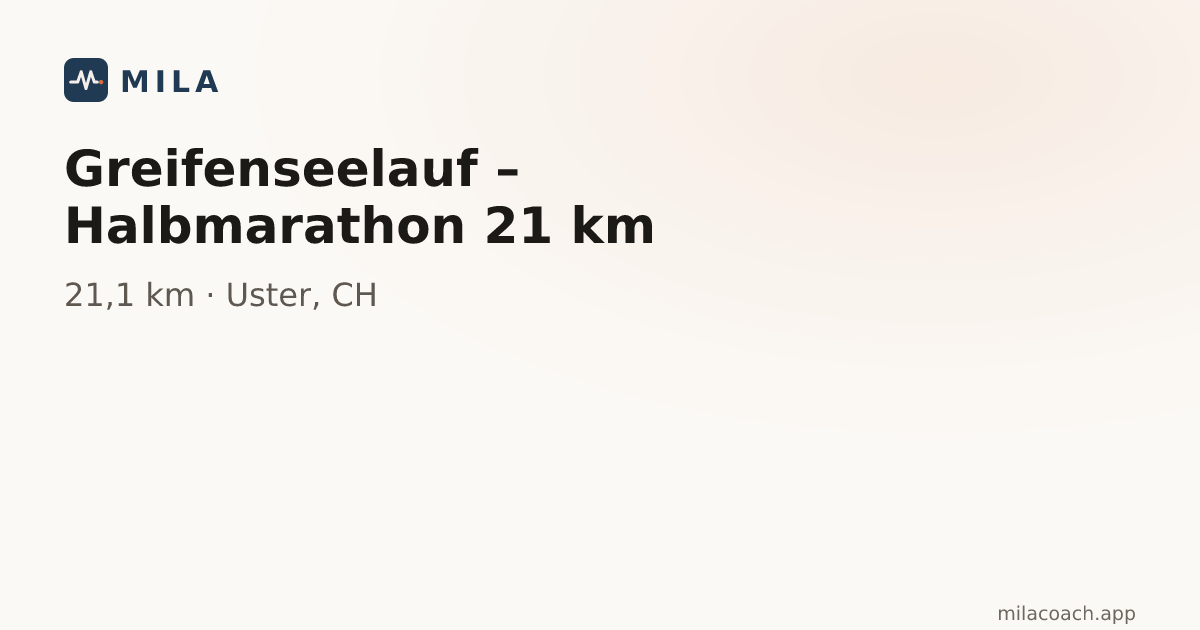 MILA
Greifenseelauf –
Halbmarathon 21 km
21,1 km · Uster, CH
milacoach.app